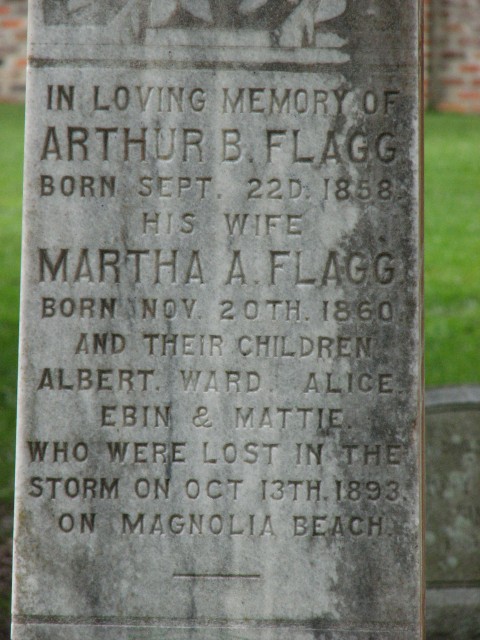 IN LOVING MEMORY OF
ARTHUR B. FLAGG
BORN SEPT. 22D. 1858.
HIS WIFE
MARTHA A. FLAGG
BORN NOV. 20TH. 1860.
AND THEIR CHILDREN
ALBERT. WARD. ALICE.
EBIN & MATTIE.
WHO WERE LOST IN THE
STORM ON OCT 13TH. 1893.
ON MAGNOLIA BEACH.